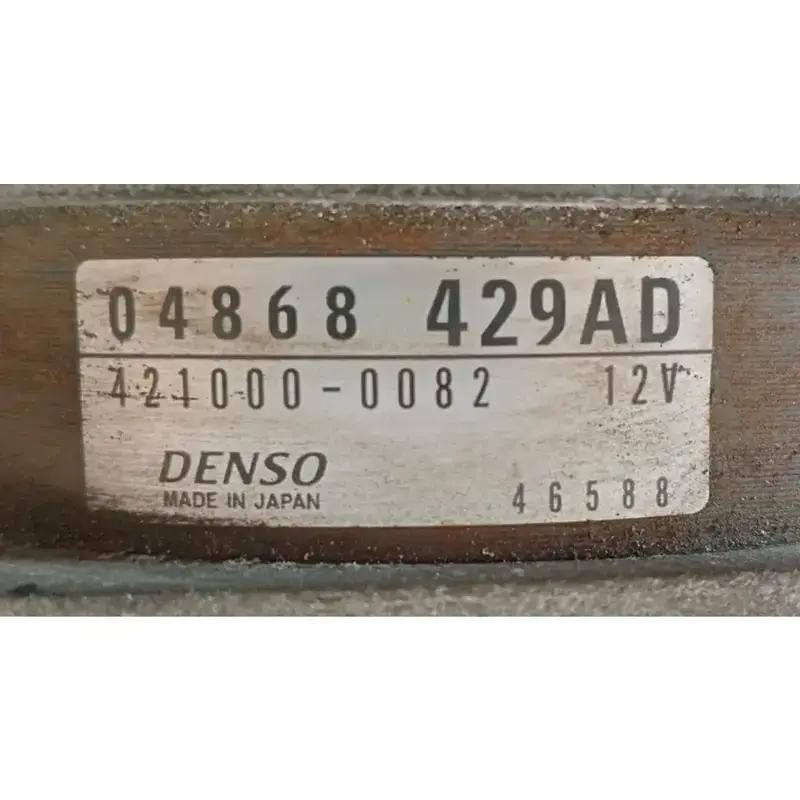 04868 429AD
421000-0082 12V
DENSO
MADE IN JAPAN
46588